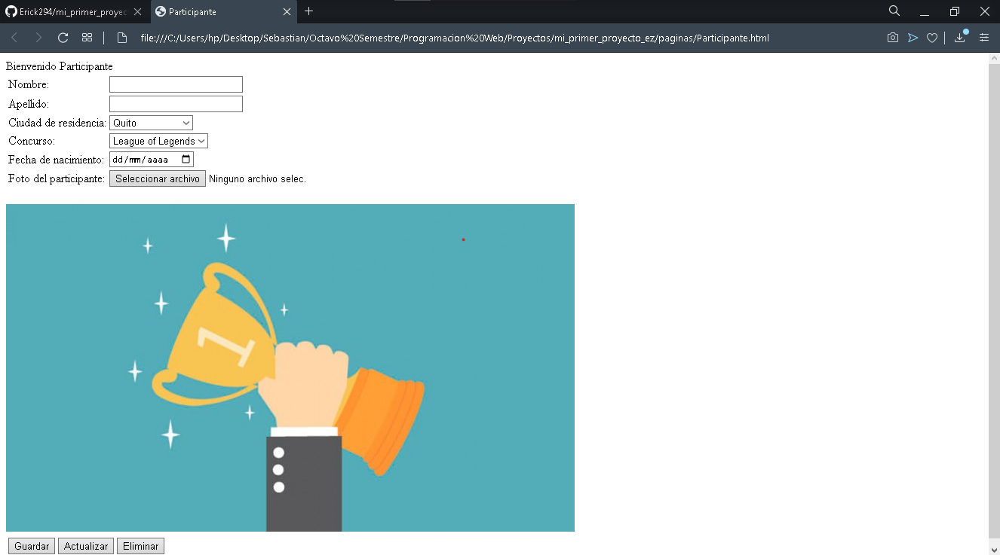 Erick294/mi_primer_proyec
Participante
file:///C:/Users/hp/Desktop/Sebastian/Octavo%20Semestre/Programacion%20Web/Proyectos/mi_primer_proyecto_ez/paginas/Participante.html
Bienvenido Participante
Nombre:
Apellido:
Ciudad de residencia: Quito
Concurso: League of Legends
Fecha de nacimiento: dd/mm/aaaa
Foto del participante: Seleccionar archivo Ninguno archivo selec.
1
Guardar Actualizar Eliminar